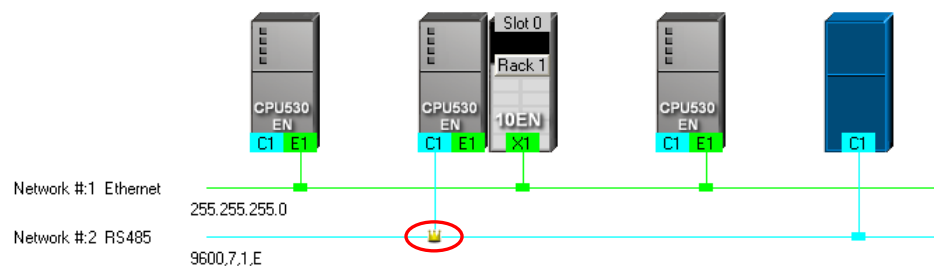 Slot 0
Rack 1
CPU530
EN
C1 E1
CPU530
EN
C1 E1
10EN
X1
CPU530
EN
C1 E1
C1
Network #:1 Ethernet
255.255.255.0
Network #:2 RS485
9600,7,1,E